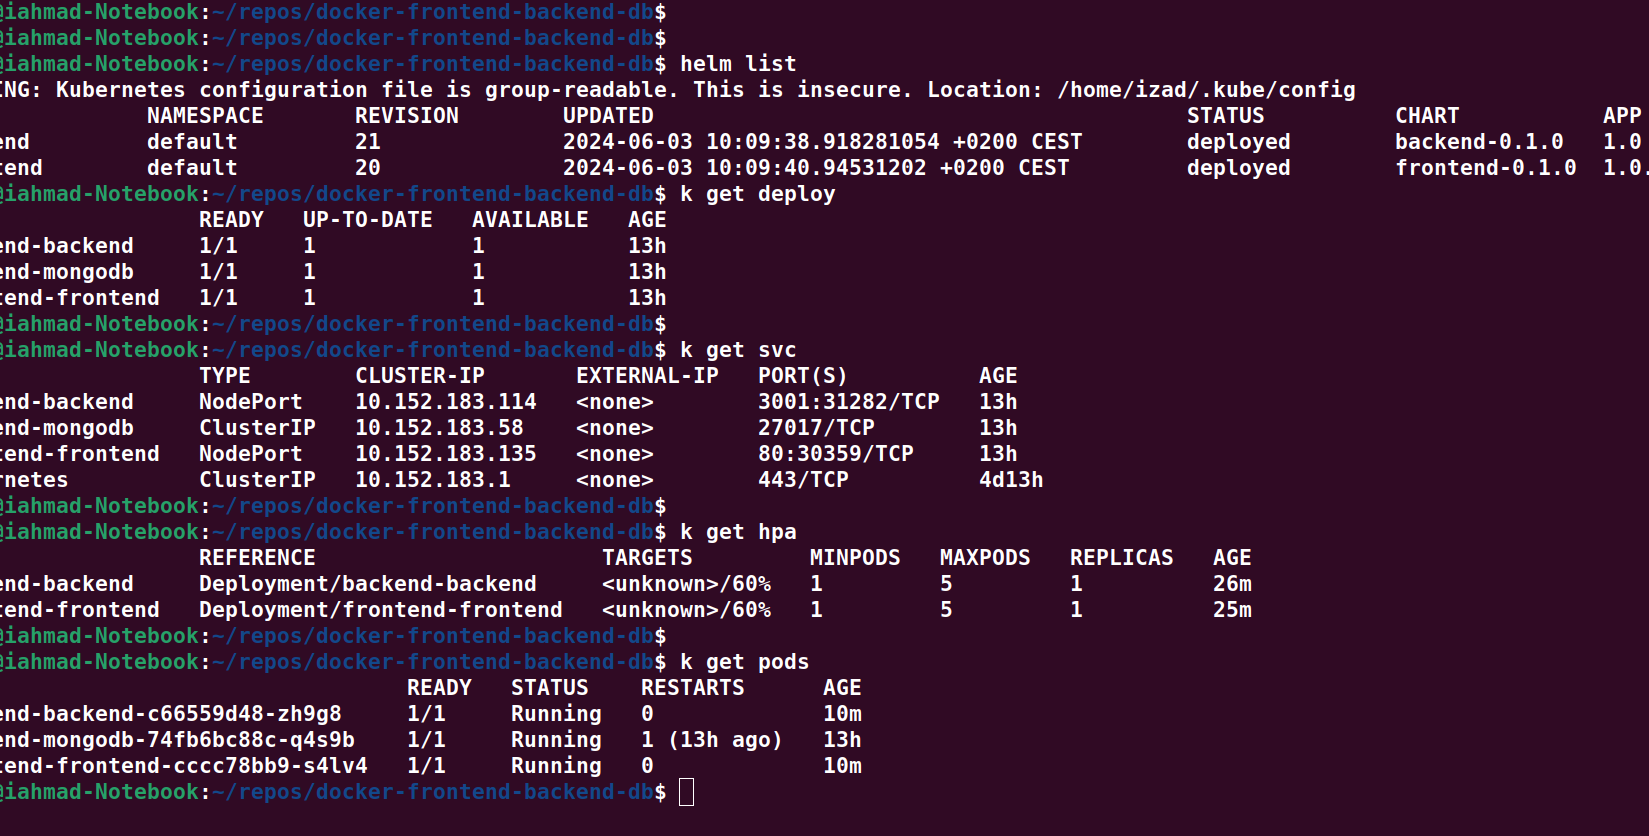 @iahmad-Notebook:~/repos/docker-frontend-backend-db$
@iahmad-Notebook:~/repos/docker-frontend-backend-db$
@iahmad-Notebook:~/repos/docker-frontend-backend-db$ helm list
ING: Kubernetes configuration file is group-readable. This is insecure. Location: /home/izad/.kube/config
NAMESPACE REVISION UPDATED STATUS CHART APP
end default 21 2024-06-03 10:09:38.918281054 +0200 CEST deployed backend-0.1.0 1.0
tend default 20 2024-06-03 10:09:40.94531202 +0200 CEST deployed frontend-0.1.0 1.0.
@iahmad-Notebook:~/repos/docker-frontend-backend-db$ k get deploy
READY UP-TO-DATE AVAILABLE AGE
end-backend 1/1 1 1 13h
end-mongodb 1/1 1 1 13h
tend-frontend 1/1 1 1 13h
@iahmad-Notebook:~/repos/docker-frontend-backend-db$
@iahmad-Notebook:~/repos/docker-frontend-backend-db$ k get svc
TYPE CLUSTER-IP EXTERNAL-IP PORT(S) AGE
end-backend NodePort 10.152.183.114 <none> 3001:31282/TCP 13h
end-mongodb ClusterIP 10.152.183.58 <none> 27017/TCP 13h
tend-frontend NodePort 10.152.183.135 <none> 80:30359/TCP 13h
rnetes ClusterIP 10.152.183.1 <none> 443/TCP 4d13h
@iahmad-Notebook:~/repos/docker-frontend-backend-db$
@iahmad-Notebook:~/repos/docker-frontend-backend-db$ k get hpa
REFERENCE TARGETS MINPODS MAXPODS REPLICAS AGE
end-backend Deployment/backend-backend <unknown>/60% 1 5 1 26m
tend-frontend Deployment/frontend-frontend <unknown>/60% 1 5 1 25m
@iahmad-Notebook:~/repos/docker-frontend-backend-db$
@iahmad-Notebook:~/repos/docker-frontend-backend-db$ k get pods
READY STATUS RESTARTS AGE
end-backend-c66559d48-zh9g8 1/1 Running 0 10m
end-mongodb-74fb6bc88c-q4s9b 1/1 Running 1 (13h ago) 13h
tend-frontend-cccc78bb9-s4lv4 1/1 Running 0 10m
@iahmad-Notebook:~/repos/docker-frontend-backend-db$